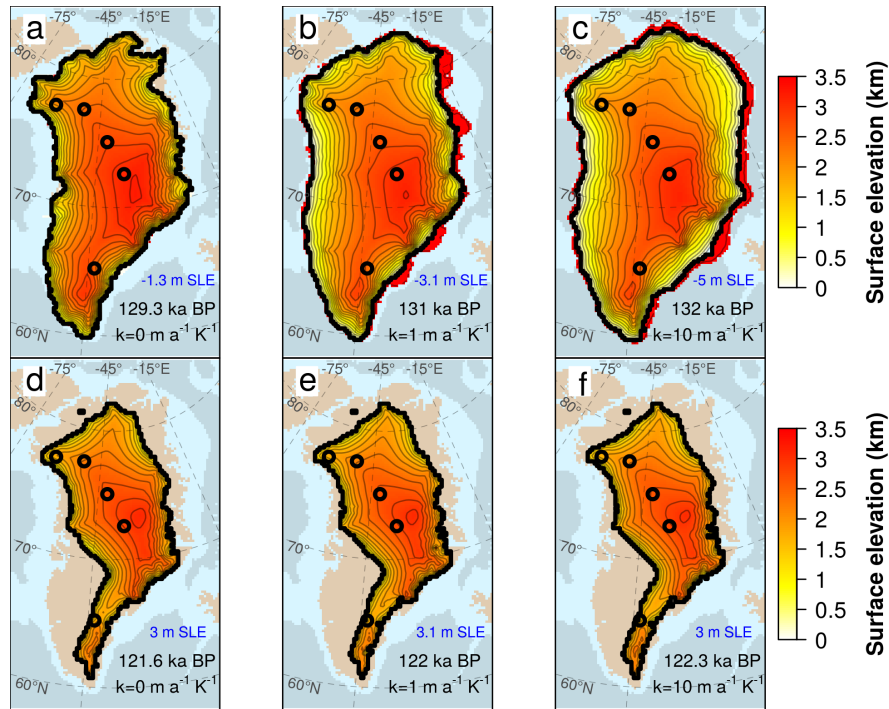 a
-75° -45° -15°E
80°
70°
60°N
-1.3 m SLE
129.3 ka BP
k=0 m a⁻¹ K⁻¹
b
-75° -45° -15°E
80°
70°
60°N
-3.1 m SLE
131 ka BP
k=1 m a⁻¹ K⁻¹
c
-75° -45° -15°E
80°
70°
60°N
-5 m SLE
132 ka BP
k=10 m a⁻¹ K⁻¹
3.5
3
2.5
2
1.5
1
0.5
0
Surface elevation (km)
d
-75° -45° -15°E
80°
70°
60°N
3 m SLE
121.6 ka BP
k=0 m a⁻¹ K⁻¹
e
-75° -45° -15°E
80°
70°
60°N
3.1 m SLE
122 ka BP
k=1 m a⁻¹ K⁻¹
f
-75° -45° -15°E
80°
70°
60°N
3 m SLE
122.3 ka BP
k=10 m a⁻¹ K⁻¹
3.5
3
2.5
2
1.5
1
0.5
0
Surface elevation (km)